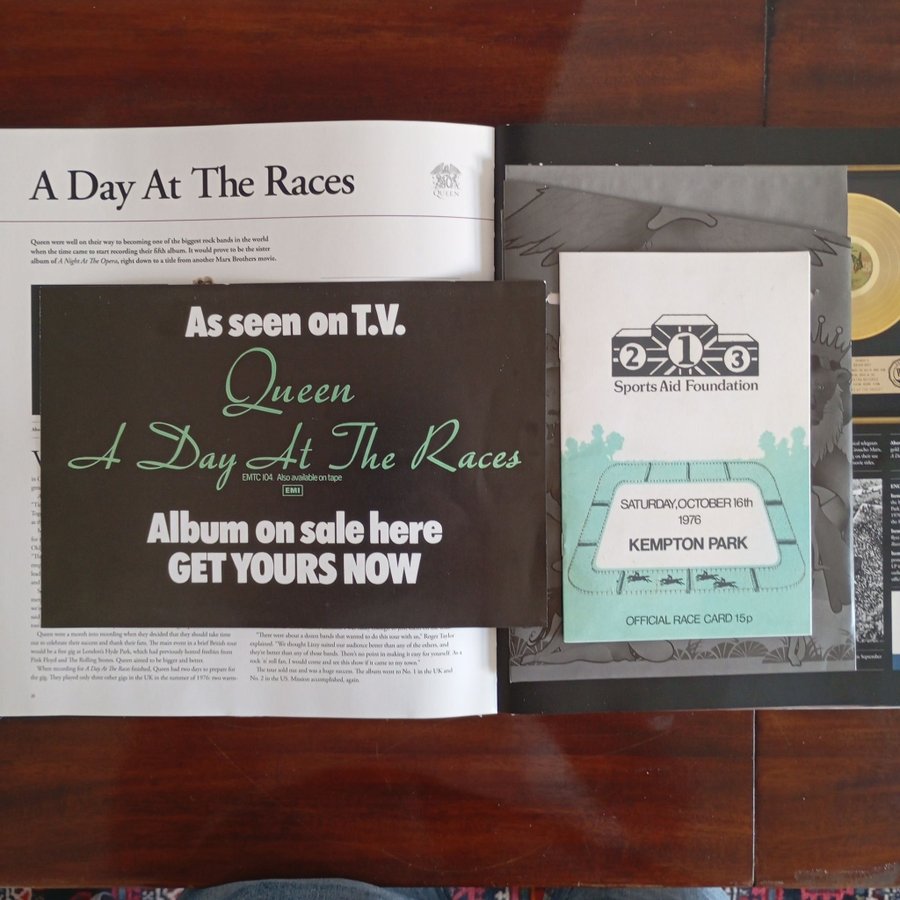 A Day At The Races
QUEEN
Queen were well on their way to becoming one of the biggest rock bands in the world
when the time came to start recording their fifth album. It would prove to be the sister
album of A Night At The Opera, right down to a title from another Marx Brothers movie.
As seen on T.V.
Queen
A Day At The Races
EMTC 104 Also available on tape
EMI
Album on sale here
GET YOURS NOW
Queen were a month into recording when they decided that they should take time
out to celebrate their success and thank their fans. The main event in a brief British tour
would be a free gig at London's Hyde Park, which had previously hosted freebies from
Pink Floyd and The Rolling Stones. Queen aimed to be bigger and better.
When recording for A Day At The Races finished, Queen had two days to prepare for
the gig. They played only three other gigs in the UK in the summer of 1976: two warm-
"There were about a dozen bands that wanted to do this tour with us," Roger Taylor
explained. "We thought Lizzy suited our audience better than any of the others, and
they're better than any of those bands. There's no point in making it easy for yourself. As a
rock 'n' roll fan, I would come and see this show if it came to my town."
The tour sold out and was a huge success. The album went to No. 1 in the UK and
No. 2 in the US. Mission accomplished, again.
2 1 3
Sports Aid Foundation
SATURDAY, OCTOBER 16th
1976
KEMPTON PARK
OFFICIAL RACE CARD 15p